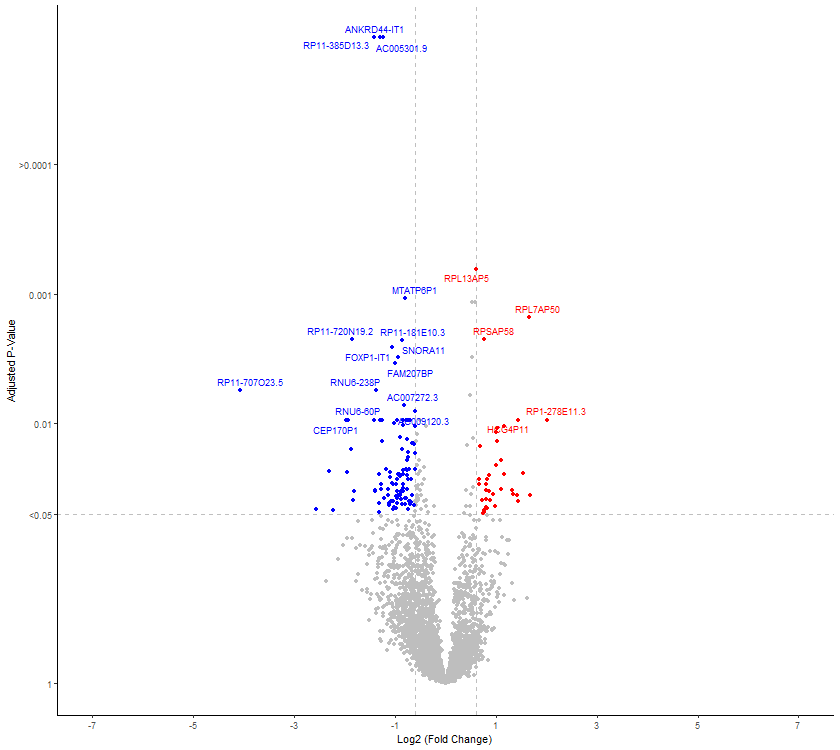 ANKRD44-IT1
RP11-385D13.3
AC005301.9
>0.0001
RPL13AP5
MTATP6P1
0.001
RPL7AP50
RP11-720N19.2
RP11-181E10.3
RPSAP58
SNORA11
FOXP1-IT1
FAM207BP
RP11-707O23.5
RNU6-238P
AC007272.3
RNU6-60P
RP1-278E11.3
0.01
CEP170P1
<0.05
1
-7
-5
-3
-1
1
3
5
7
Log2 (Fold Change)
Adjusted P-Value